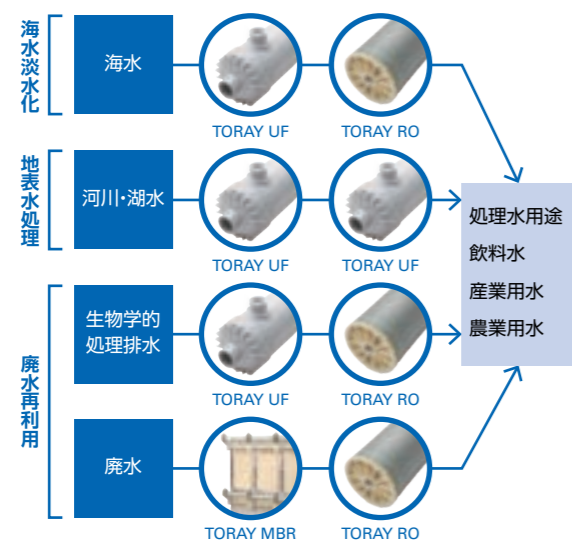 海水淡水化
海水
TORAY UF
TORAY RO
地表水処理
河川・湖水
TORAY UF
TORAY UF
処理水用途
飲料水
産業用水
農業用水
廃水再利用
生物学的
処理排水
TORAY UF
TORAY RO
廃水
TORAY MBR
TORAY RO